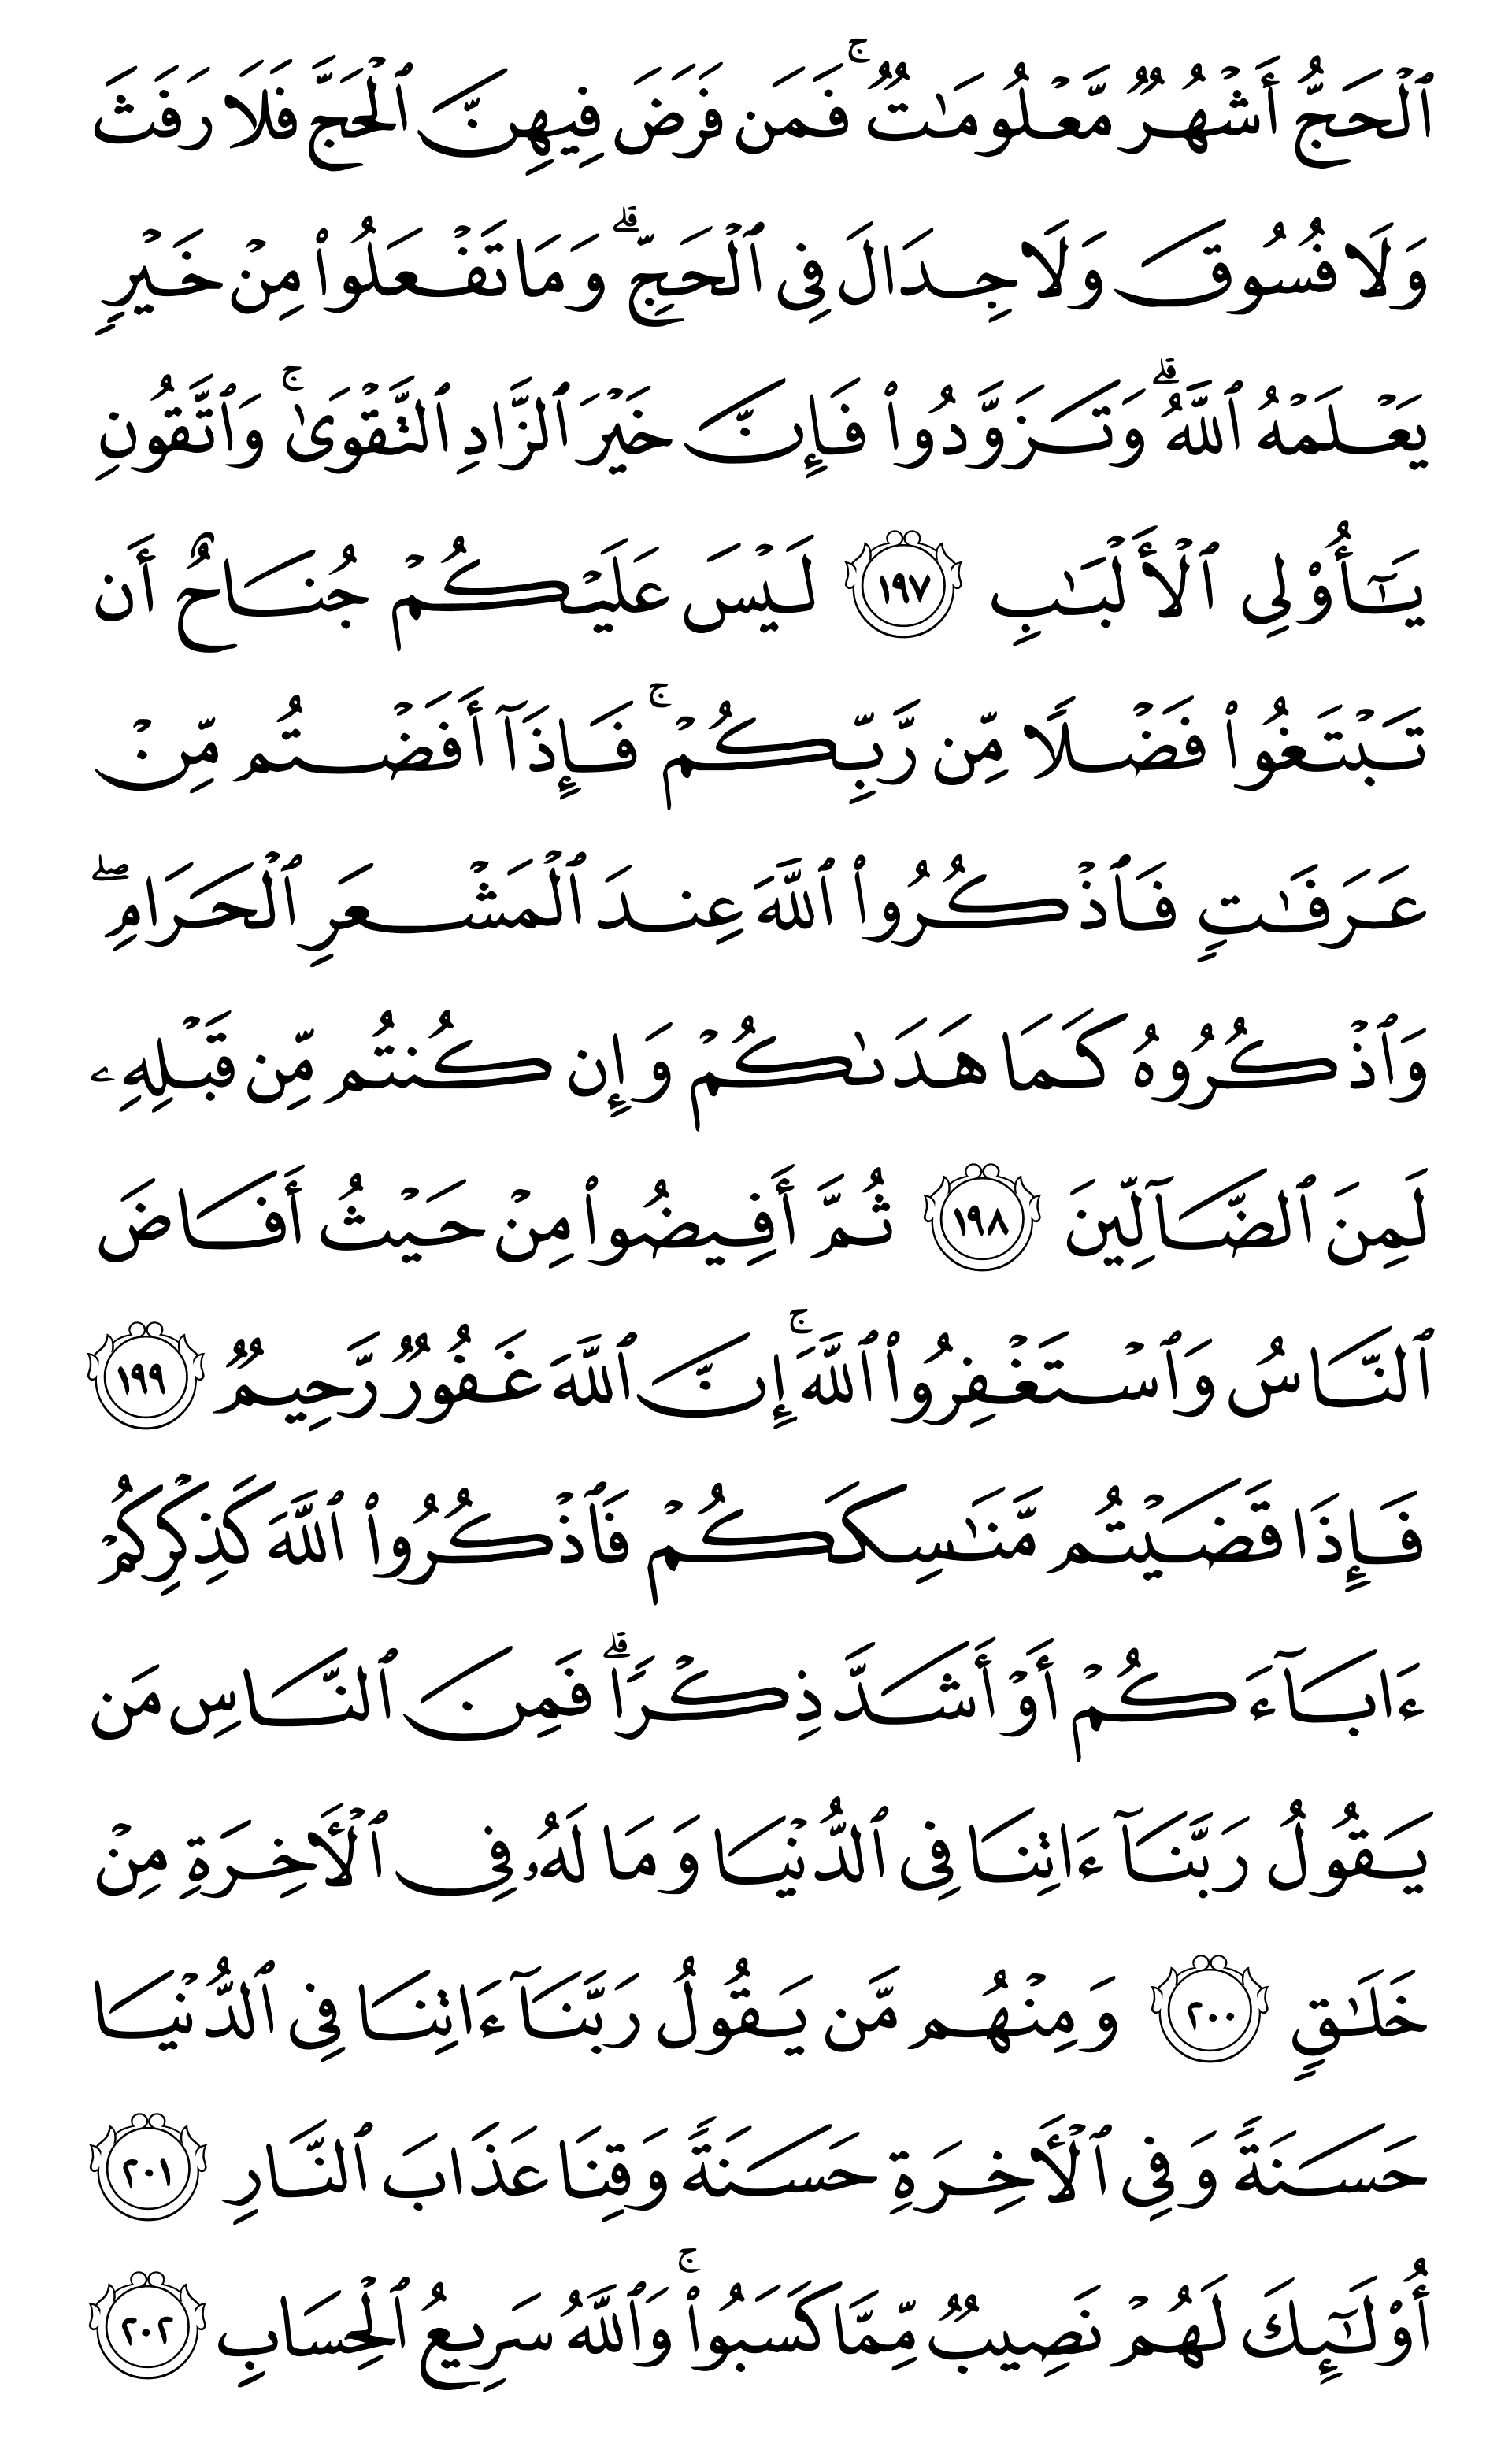 ٱلۡحَجُّ أَشۡهُرٞ مَّعۡلُومَٰتٞۚ فَمَن فَرَضَ فِيهِنَّ ٱلۡحَجَّ فَلَا رَفَثَ
وَلَا فُسُوقَ وَلَا جِدَالَ فِي ٱلۡحَجِّۗ وَمَا تَفۡعَلُواْ مِنۡ خَيۡرٖ
يَعۡلَمۡهُ ٱللَّهُۗ وَتَزَوَّدُواْ فَإِنَّ خَيۡرَ ٱلزَّادِ ٱلتَّقۡوَىٰۚ وَٱتَّقُونِ
يَٰٓأُوْلِي ٱلۡأَلۡبَٰبِ ١٩٧ لَيۡسَ عَلَيۡكُمۡ جُنَاحٌ أَن
تَبۡتَغُواْ فَضۡلٗا مِّن رَّبِّكُمۡۚ فَإِذَآ أَفَضۡتُم مِّنۡ
عَرَفَٰتٖ فَٱذۡكُرُواْ ٱللَّهَ عِندَ ٱلۡمَشۡعَرِ ٱلۡحَرَامِۖ
وَٱذۡكُرُوهُ كَمَا هَدَىٰكُمۡ وَإِن كُنتُم مِّن قَبۡلِهِۦ
لَمِنَ ٱلضَّآلِّينَ ١٩٨ ثُمَّ أَفِيضُواْ مِنۡ حَيۡثُ أَفَاضَ
ٱلنَّاسُ وَٱسۡتَغۡفِرُواْ ٱللَّهَۚ إِنَّ ٱللَّهَ غَفُورٞ رَّحِيمٞ ١٩٩
فَإِذَا قَضَيۡتُم مَّنَٰسِكَكُمۡ فَٱذۡكُرُواْ ٱللَّهَ كَذِكۡرِكُمۡ
ءَابَآءَكُمۡ أَوۡ أَشَدَّ ذِكۡرٗاۗ فَمِنَ ٱلنَّاسِ مَن
يَقُولُ رَبَّنَآ ءَاتِنَا فِي ٱلدُّنۡيَا وَمَا لَهُۥ فِي ٱلۡأٓخِرَةِ مِنۡ
خَلَٰقٖ ٢٠٠ وَمِنۡهُم مَّن يَقُولُ رَبَّنَآ ءَاتِنَا فِي ٱلدُّنۡيَا
حَسَنَةٗ وَفِي ٱلۡأٓخِرَةِ حَسَنَةٗ وَقِنَا عَذَابَ ٱلنَّارِ ٢٠١
أُوْلَٰٓئِكَ لَهُمۡ نَصِيبٞ مِّمَّا كَسَبُواْۚ وَٱللَّهُ سَرِيعُ ٱلۡحِسَابِ ٢٠٢